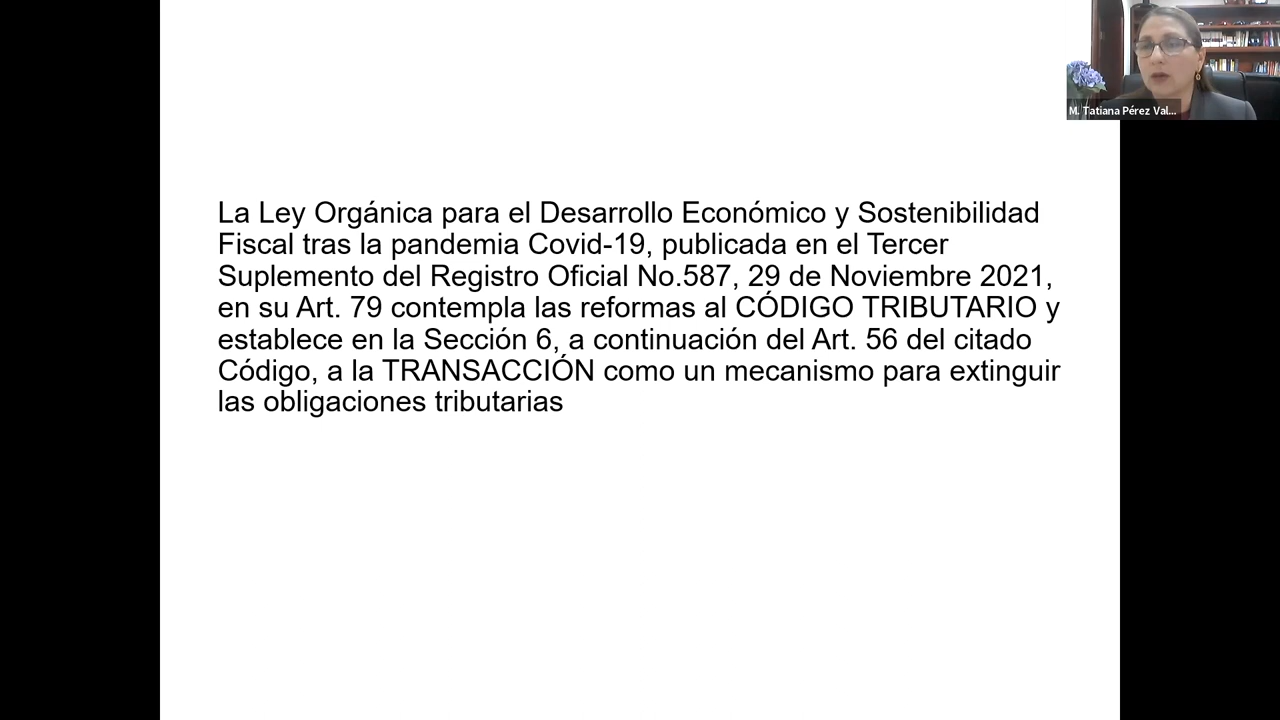 M. Tatiana Pérez Val...
La Ley Orgánica para el Desarrollo Económico y Sostenibilidad
Fiscal tras la pandemia Covid-19, publicada en el Tercer
Suplemento del Registro Oficial No.587, 29 de Noviembre 2021,
en su Art. 79 contempla las reformas al CÓDIGO TRIBUTARIO y
establece en la Sección 6, a continuación del Art. 56 del citado
Código, a la TRANSACCIÓN como un mecanismo para extinguir
las obligaciones tributarias